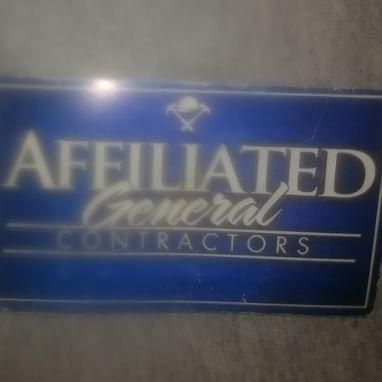 AFFILIATED
General
CONTRACTORS